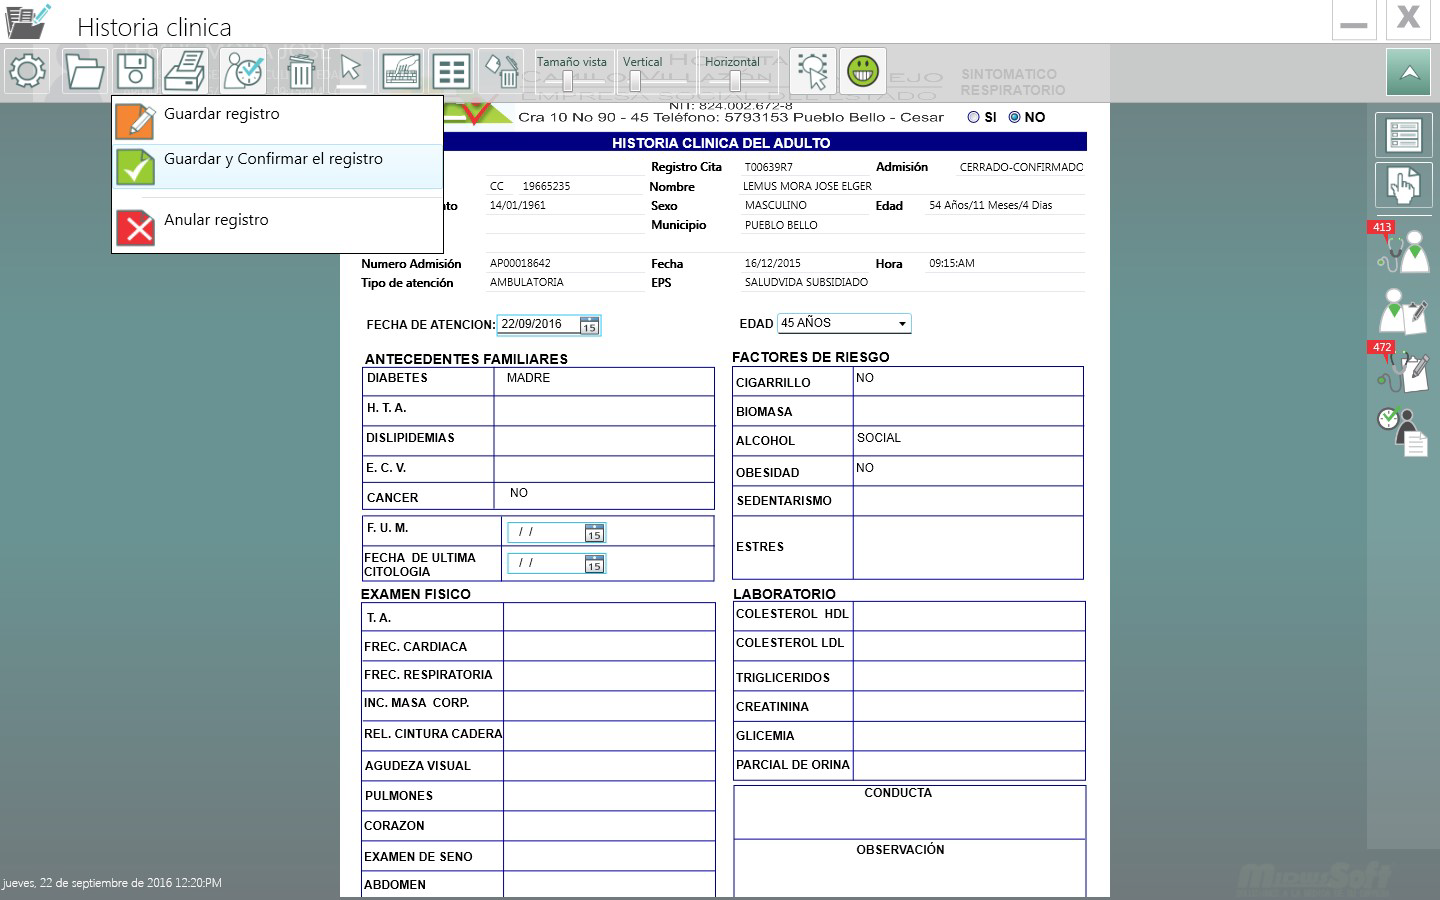 Historia clinica
Tamaño vista
Vertical
Horizontal
SINTOMATICO
RESPIRATORIO
EMPRESA SOCIAL DEL ESTADO
NIT: 824.002.672-8
Cra 10 No 90 - 45 Teléfono: 5793153 Pueblo Bello - Cesar
SI
NO
Guardar registro
Guardar y Confirmar el registro
Anular registro
HISTORIA CLINICA DEL ADULTO
Registro Cita T00639R7 Admisión CERRADO-CONFIRMADO
CC 19665235 Nombre LEMUS MORA JOSE ELGER
14/01/1961 Sexo MASCULINO Edad 54 Años/11 Meses/4 Dias
Municipio PUEBLO BELLO
Numero Admisión AP00018642 Fecha 16/12/2015 Hora 09:15:AM
Tipo de atención AMBULATORIA EPS SALUDVIDA SUBSIDIADO
FECHA DE ATENCION: 22/09/2016 15 EDAD 45 AÑOS
ANTECEDENTES FAMILIARES
DIABETES MADRE
H. T. A.
DISLIPIDEMIAS
E. C. V.
CANCER NO
F. U. M. / / 15
FECHA DE ULTIMA
CITOLOGIA / / 15
FACTORES DE RIESGO
CIGARRILLO NO
BIOMASA
ALCOHOL SOCIAL
OBESIDAD NO
SEDENTARISMO
ESTRES
EXAMEN FISICO
T. A.
FREC. CARDIACA
FREC. RESPIRATORIA
INC. MASA CORP.
REL. CINTURA CADERA
AGUDEZA VISUAL
PULMONES
CORAZON
EXAMEN DE SENO
ABDOMEN
LABORATORIO
COLESTEROL HDL
COLESTEROL LDL
TRIGLICERIDOS
CREATININA
GLICEMIA
PARCIAL DE ORINA
CONDUCTA
OBSERVACIÓN
413
472
jueves, 22 de septiembre de 2016 12:20:PM